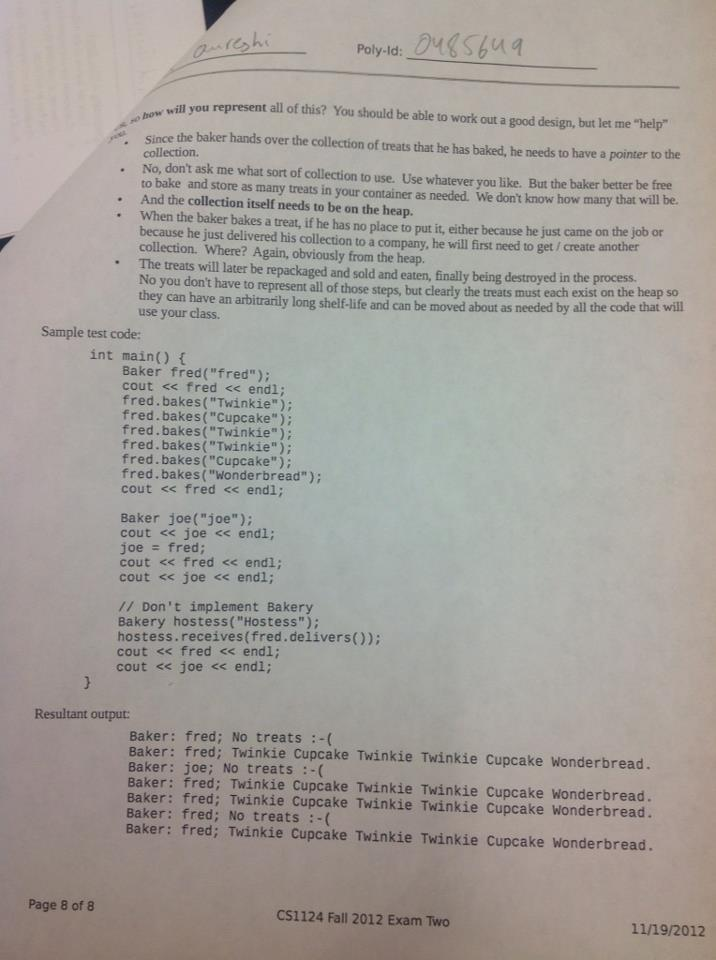 aureshi Poly-Id: 0485649
so how will you represent all of this? You should be able to work out a good design, but let me "help"
you.
• Since the baker hands over the collection of treats that he has baked, he needs to have a pointer to the
collection.
• No, don't ask me what sort of collection to use. Use whatever you like. But the baker better be free
to bake and store as many treats in your container as needed. We don't know how many that will be.
• And the collection itself needs to be on the heap.
• When the baker bakes a treat, if he has no place to put it, either because he just came on the job or
because he just delivered his collection to a company, he will first need to get / create another
collection. Where? Again, obviously from the heap.
• The treats will later be repackaged and sold and eaten, finally being destroyed in the process.
No you don't have to represent all of those steps, but clearly the treats must each exist on the heap so
they can have an arbitrarily long shelf-life and can be moved about as needed by all the code that will
use your class.
Sample test code:
int main() {
Baker fred("fred");
cout << fred << endl;
fred.bakes("Twinkie");
fred.bakes("Cupcake");
fred.bakes("Twinkie");
fred.bakes("Twinkie");
fred.bakes("Cupcake");
fred.bakes("Wonderbread");
cout << fred << endl;
Baker joe("joe");
cout << joe << endl;
joe = fred;
cout << fred << endl;
cout << joe << endl;
// Don't implement Bakery
Bakery hostess("Hostess");
hostess.receives(fred.delivers());
cout << fred << endl;
cout << joe << endl;
}
Resultant output:
Baker: fred; No treats :-(
Baker: fred; Twinkie Cupcake Twinkie Twinkie Cupcake Wonderbread.
Baker: joe; No treats :-(
Baker: fred; Twinkie Cupcake Twinkie Twinkie Cupcake Wonderbread.
Baker: fred; Twinkie Cupcake Twinkie Twinkie Cupcake Wonderbread.
Baker: fred; No treats :-(
Baker: fred; Twinkie Cupcake Twinkie Twinkie Cupcake Wonderbread.
Page 8 of 8 CS1124 Fall 2012 Exam Two 11/19/2012